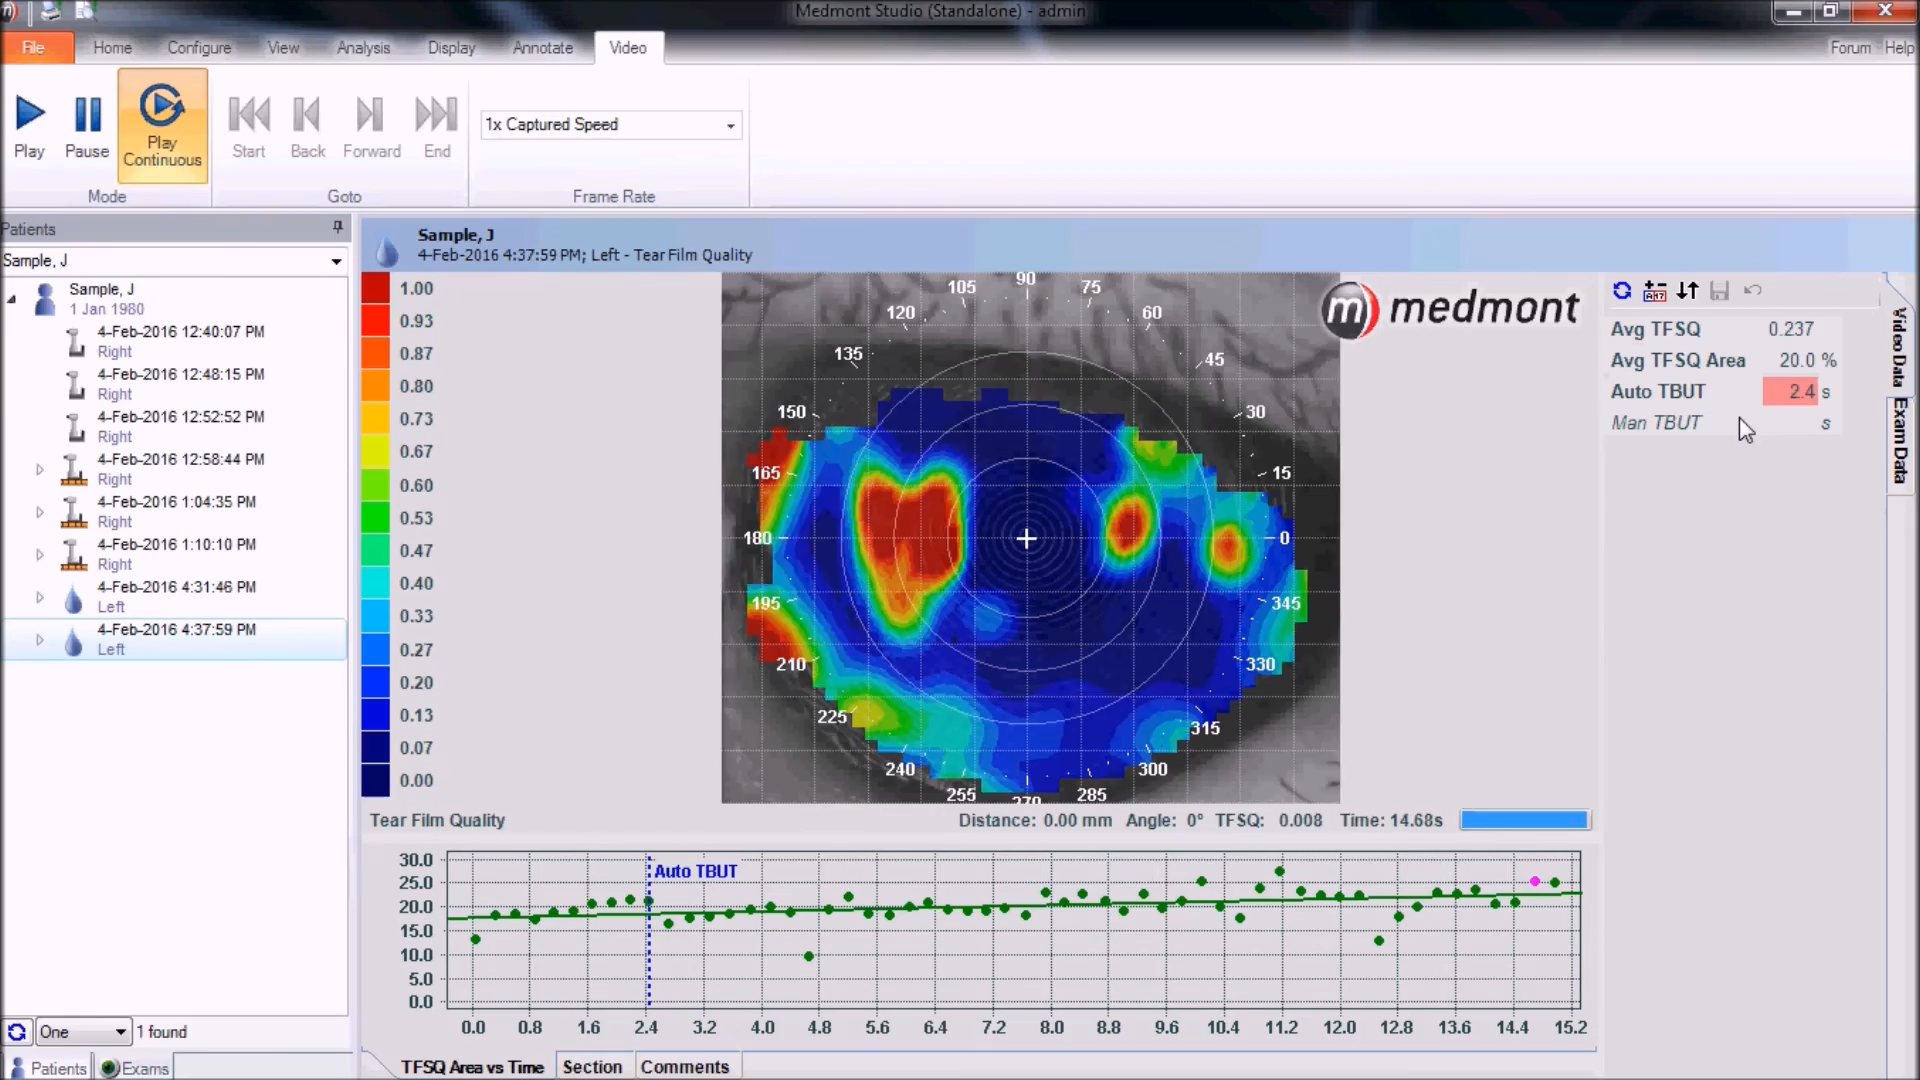 Medmont Studio (Standalone) - admin
File Home Configure View Analysis Display Annotate Video Forum Help
Play Pause Play Continuous Start Back Forward End 1x Captured Speed
Mode Goto Frame Rate
Patients
Sample, J
Sample, J
1 Jan 1980
4-Feb-2016 12:40:07 PM
Right
4-Feb-2016 12:48:15 PM
Right
4-Feb-2016 12:52:52 PM
Right
4-Feb-2016 12:58:44 PM
Right
4-Feb-2016 1:04:35 PM
Right
4-Feb-2016 1:10:10 PM
Right
4-Feb-2016 4:31:46 PM
Left
4-Feb-2016 4:37:59 PM
Left
One 1 found
Patients Exams
Sample, J
4-Feb-2016 4:37:59 PM; Left - Tear Film Quality
1.00
0.93
0.87
0.80
0.73
0.67
0.60
0.53
0.47
0.40
0.33
0.27
0.20
0.13
0.07
0.00
90
105 75
120 60
135 45
150 30
165 15
180 0
195 345
210 330
225 315
240 300
255 270 285
m medmont
Avg TFSQ 0.237
Avg TFSQ Area 20.0 %
Auto TBUT 2.4 s
Man TBUT s
Video Data
Exam Data
Tear Film Quality Distance: 0.00 mm Angle: 0° TFSQ: 0.008 Time: 14.68s
30.0
25.0
20.0
15.0
10.0
5.0
0.0
Auto TBUT
0.0 0.8 1.6 2.4 3.2 4.0 4.8 5.6 6.4 7.2 8.0 8.8 9.6 10.4 11.2 12.0 12.8 13.6 14.4 15.2
TFSQ Area vs Time Section Comments